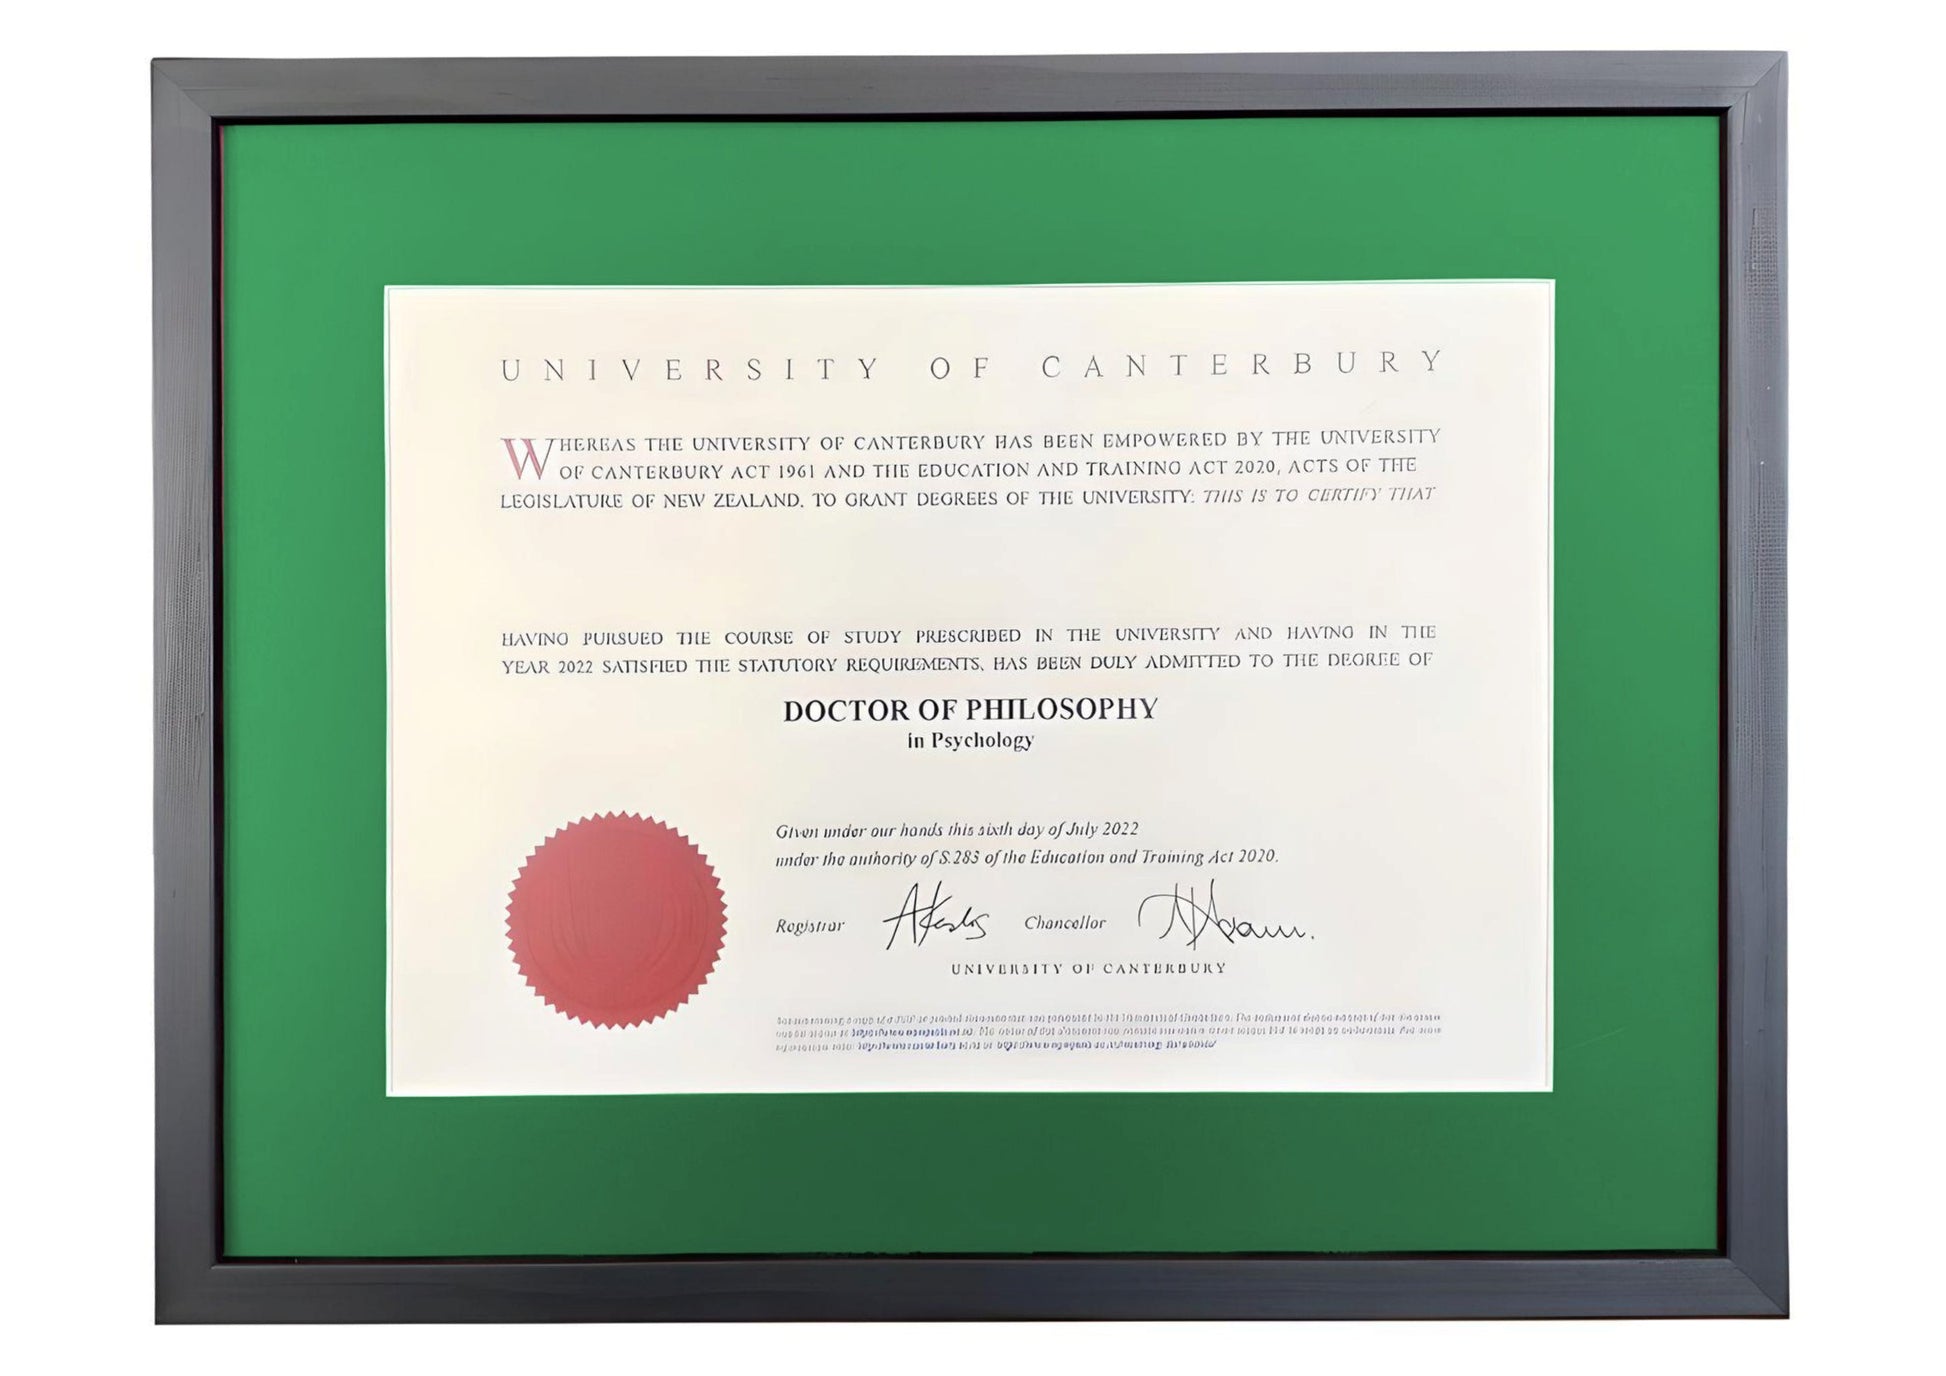 UNIVERSITY OF CANTERBURY
WHEREAS THE UNIVERSITY OF CANTERBURY HAS BEEN EMPOWERED BY THE UNIVERSITY
OF CANTERBURY ACT 1961 AND THE EDUCATION AND TRAINING ACT 2020, ACTS OF THE
LEGISLATURE OF NEW ZEALAND, TO GRANT DEGREES OF THE UNIVERSITY: THIS IS TO CERTIFY THAT
HAVING PURSUED THE COURSE OF STUDY PRESCRIBED IN THE UNIVERSITY AND HAVING IN THE
YEAR 2022 SATISFIED THE STATUTORY REQUIREMENTS, HAS BEEN DULY ADMITTED TO THE DEGREE OF
DOCTOR OF PHILOSOPHY
in Psychology
Given under our hands this sixth day of July 2022
under the authority of S.283 of the Education and Training Act 2020.
Registrar Chancellor
UNIVERSITY OF CANTERBURY